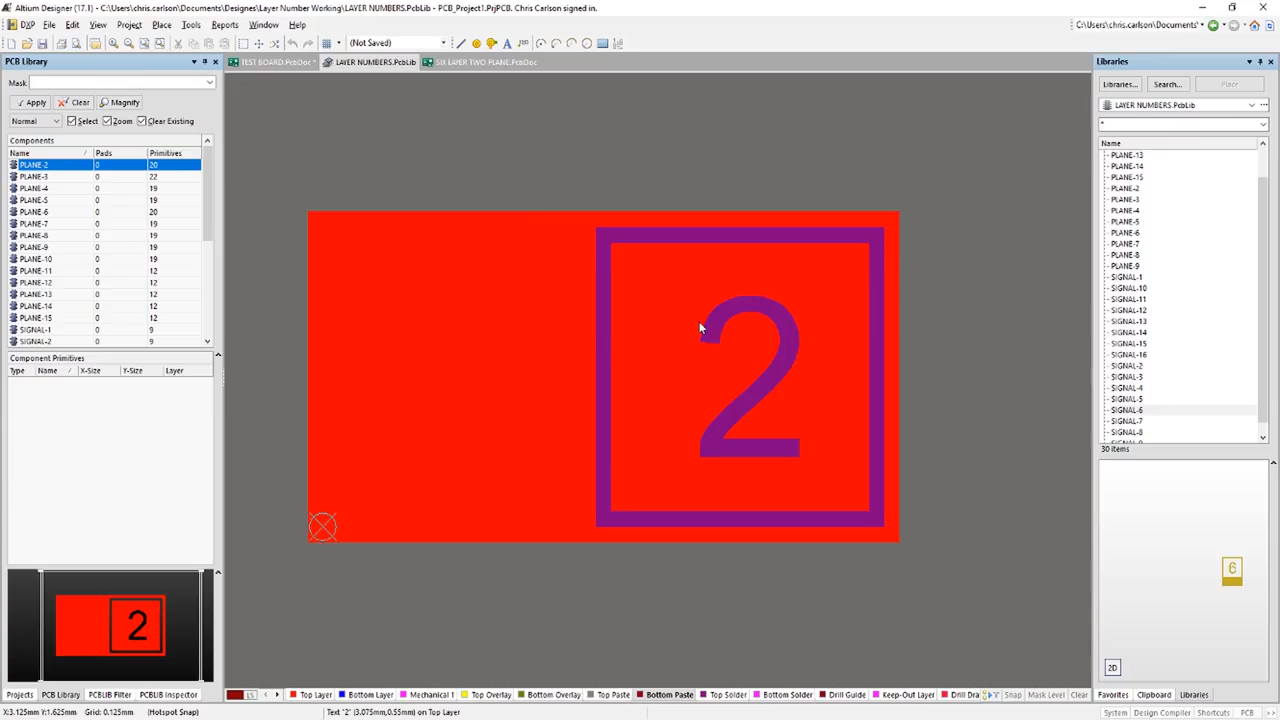 Altium Designer (17.1) - C:\Users\chris.carlson\Documents\Designes\Layer Number Working\LAYER NUMBERS.PcbLib - PCB_Project1.PrjPCB. Chris Carlson signed in.
DXP File Edit View Project Place Tools Reports Window Help
C:\Users\chris.carlson\Documents\
(Not Saved)
PCB Library
TEST BOARD.PcbDoc * LAYER NUMBERS.PcbLib SIX LAYER TWO PLANE.PcbDoc
Libraries
Mask
Libraries... Search... Place
Apply Clear Magnify
LAYER NUMBERS.PcbLib
Normal Select Zoom Clear Existing
*
Components
Name / Pads Primitives
PLANE-2 0 20
PLANE-3 0 22
PLANE-4 0 19
PLANE-5 0 19
PLANE-6 0 20
PLANE-7 0 19
PLANE-8 0 19
PLANE-9 0 19
PLANE-10 0 19
PLANE-11 0 12
PLANE-12 0 12
PLANE-13 0 12
PLANE-14 0 12
PLANE-15 0 12
SIGNAL-1 0 9
SIGNAL-2 0 9
Component Primitives
Type Name / X-Size Y-Size Layer
2
2
Name
PLANE-13
PLANE-14
PLANE-15
PLANE-2
PLANE-3
PLANE-4
PLANE-5
PLANE-6
PLANE-7
PLANE-8
PLANE-9
SIGNAL-1
SIGNAL-10
SIGNAL-11
SIGNAL-12
SIGNAL-13
SIGNAL-14
SIGNAL-15
SIGNAL-16
SIGNAL-2
SIGNAL-3
SIGNAL-4
SIGNAL-5
SIGNAL-6
SIGNAL-7
SIGNAL-8
30 items
6
2D
Projects PCB Library PCBLIB Filter PCBLIB Inspector
LS Top Layer Bottom Layer Mechanical 1 Top Overlay Bottom Overlay Top Paste Bottom Paste Top Solder Bottom Solder Drill Guide Keep-Out Layer Drill Dra Snap Mask Level Clear
Favorites Clipboard Libraries
X:3.125mm Y:1.625mm Grid: 0.125mm (Hotspot Snap) Text "2" (3.075mm,0.55mm) on Top Layer
System Design Compiler Shortcuts PCB >>